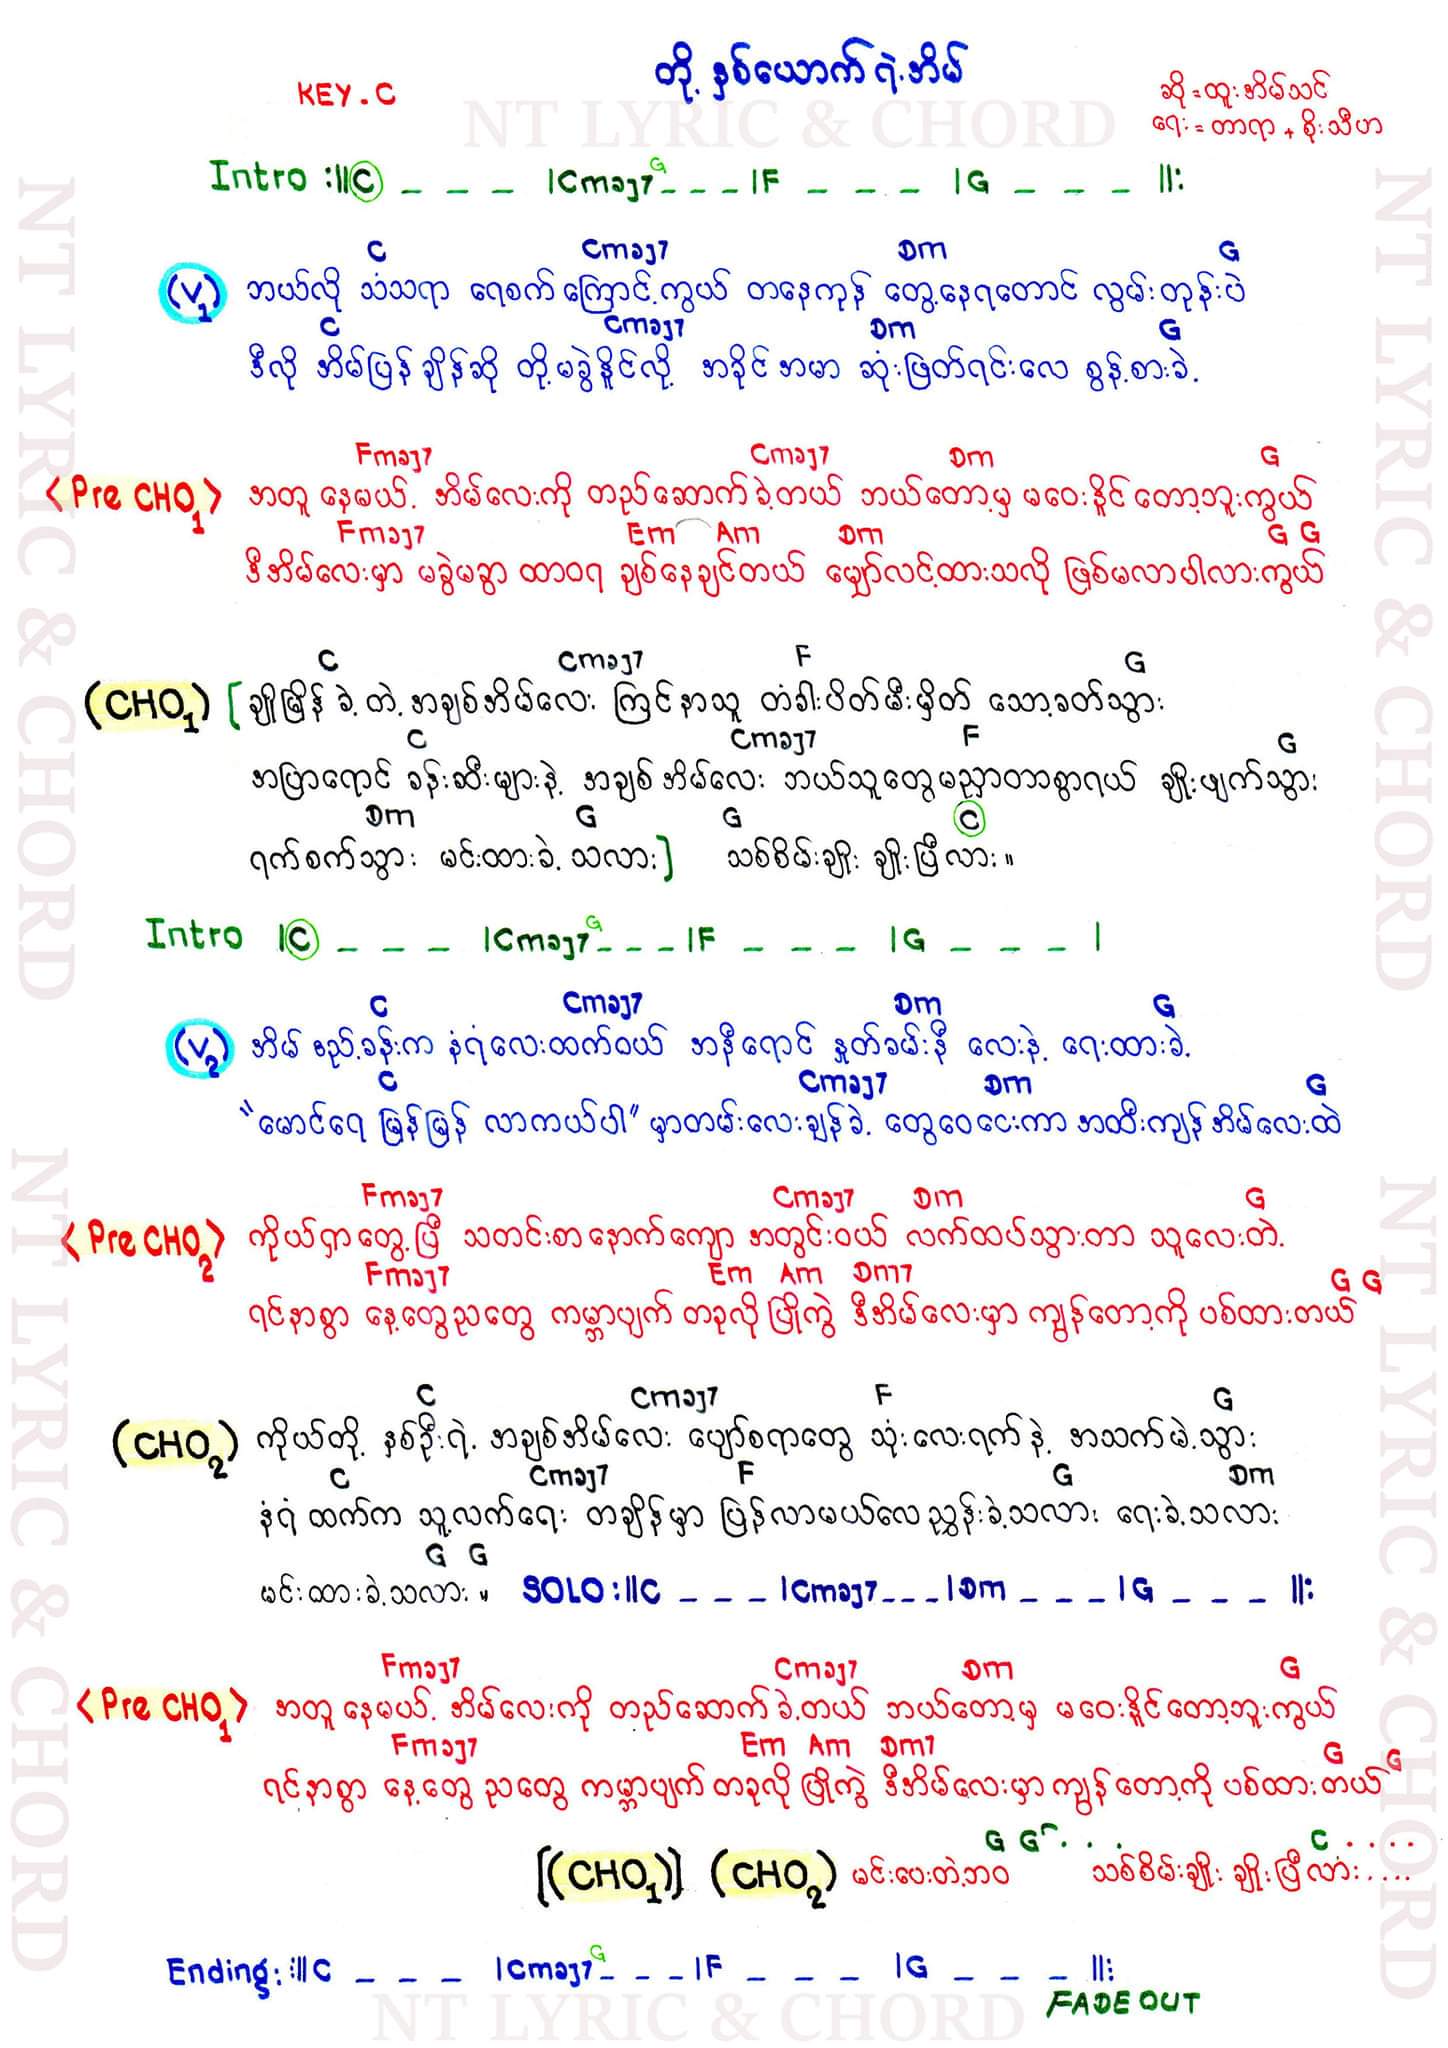 တို့နှစ်ယောက်ရဲ့အိမ်
KEY.C
ဆို = ထူးအိမ်သင်
ရေး = တာရာ + စိုးသီဟ
NT LYRIC & CHORD
Intro :||C _ _ _ |Cmaj7 G _ _ _ |F _ _ _ |G _ _ _ ||:
C Cmaj7 Dm G
(V1) ဘယ်လို သံသရာ ရေစက်ကြောင့်ကွယ် တနေကုန် တွေ့နေရတောင် လွမ်းတုန်းပဲ
C Cmaj7 Dm G
ဒီလို အိမ်ပြန်ချိန်ဆို တို့မခွဲနိုင်လို့ အခိုင်အမာ ဆုံးဖြတ်ရင်းလေ စွန့်စားခဲ့
Fmaj7 Cmaj7 Dm G
<Pre CHO1> အတူနေမယ့် အိမ်လေးကို တည်ဆောက်ခဲ့တယ် ဘယ်တော့မှ မဝေးနိုင်တော့ဘူးကွယ်
Fmaj7 Em Am Dm G G
ဒီအိမ်လေးမှာ မခွဲမခွာ ထာဝရ ချစ်နေချင်တယ် မျှော်လင့်ထားသလို ဖြစ်မလာပါလားကွယ်
C Cmaj7 F G
(CHO1) [ချိုမြိန်ခဲ့တဲ့ အချစ်အိမ်လေး ကြင်နာသူ တံခါးပိတ်မီးမှိတ် သော့ခတ်သွား
C Cmaj7 F G
အပြာရောင် ခန်းဆီးများနဲ့ အချစ်အိမ်လေး ဘယ်သူတွေမညှာတာစွာရယ် ချိုးဖျက်သွား
Dm G G C
ရက်စက်သွား မင်းထားခဲ့သလား] သစ်စိမ်းချိုး ချိုးပြီလား။
Intro |C _ _ _ |Cmaj7 G _ _ _ |F _ _ _ |G _ _ _ |
C Cmaj7 Dm G
(V2) အိမ်ဧည့်ခန်းက နံရံလေးထက်ဝယ် အနီရောင် နှုတ်ခမ်းနီလေးနဲ့ ရေးထားခဲ့
C Cmaj7 Dm G
"မောင်ရေ မြန်မြန် လာကယ်ပါ" မှာတမ်းလေးချန်ခဲ့ တွေဝေငေးကာ အထီးကျန်အိမ်လေးထဲ
Fmaj7 Cmaj7 Dm G
<Pre CHO2> ကိုယ်ရှာတွေ့ပြီ သတင်းစာနောက်ကျော အတွင်းဝယ် လက်ထပ်သွားတာ သူလေးတဲ့
Fmaj7 Em Am Dm7 G G
ရင်နာစွာ နေ့တွေညတွေ ကမ္ဘာပျက်တခုလို ပြိုကွဲ ဒီအိမ်လေးမှာ ကျွန်တော့ကို ပစ်ထားတယ်
C Cmaj7 F G
(CHO2) ကိုယ်တို့ နှစ်ဦးရဲ့ အချစ်အိမ်လေး ပျော်စရာတွေ သုံးလေးရက်နဲ့ အသက်မဲ့သွား
C Cmaj7 F G Dm
နံရံထက်က သူ့လက်ရေး တချိန်မှာ ပြန်လာမယ်လေ ညွှန်းခဲ့သလား ရေးခဲ့သလား
G G
မင်းထားခဲ့သလား။ SOLO :||C _ _ _ |Cmaj7 _ _ _ |Dm _ _ _ |G _ _ _ ||:
Fmaj7 Cmaj7 Dm G
<Pre CHO1> အတူနေမယ့် အိမ်လေးကို တည်ဆောက်ခဲ့တယ် ဘယ်တော့မှ မဝေးနိုင်တော့ဘူးကွယ်
Fmaj7 Em Am Dm7 G G
ရင်နာစွာ နေ့တွေညတွေ ကမ္ဘာပျက်တခုလို ပြိုကွဲ ဒီအိမ်လေးမှာ ကျွန်တော့ကို ပစ်ထားတယ်
G G . . . C . . . .
[(CHO1)] (CHO2) မင်းပေးတဲ့ဘဝ သစ်စိမ်းချိုး ချိုးပြီလား....
Ending: :||C _ _ _ |Cmaj7 G _ _ _ |F _ _ _ |G _ _ _ ||:
FADE OUT
NT LYRIC & CHORD
NT LYRIC & CHORD
NT LYRIC & CHORD
NT LYRIC & CHORD
NT LYRIC & CHORD